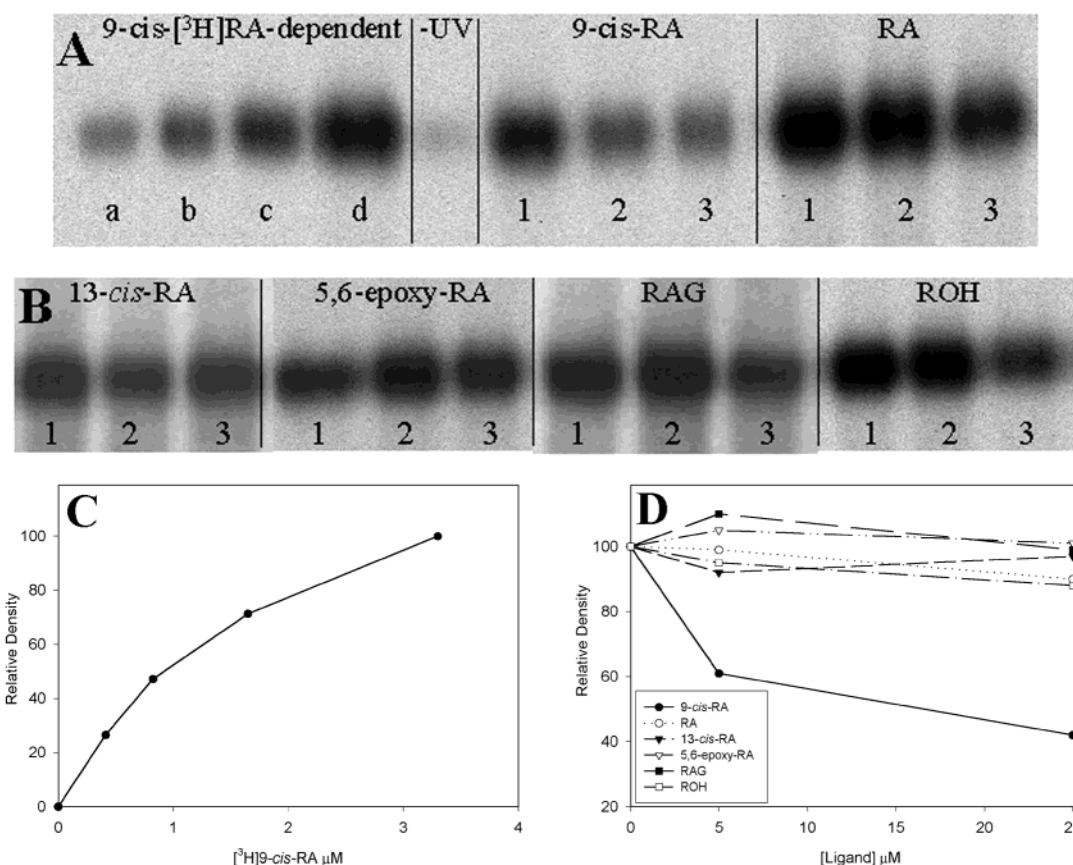 A
9-cis-[³H]RA-dependent
-UV
9-cis-RA
RA
a b c d
1 2 3
1 2 3
B
13-cis-RA
5,6-epoxy-RA
RAG
ROH
1 2 3
1 2 3
1 2 3
1 2 3
C
Relative Density
100
80
60
40
20
0
0 1 2 3 4
[³H]9-cis-RA µM
D
Relative Density
100
80
60
40
20
9-cis-RA
RA
13-cis-RA
5,6-epoxy-RA
RAG
ROH
0 5 10 15 20
[Ligand] µM